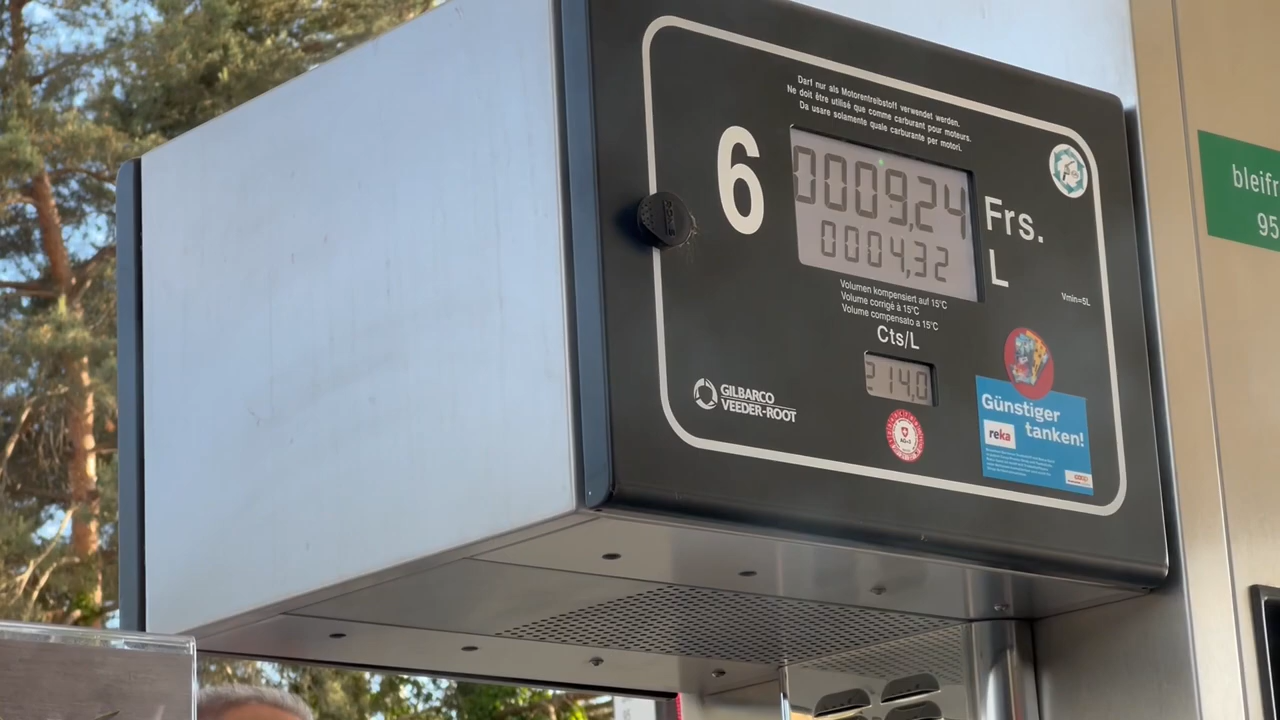 Darf nur als Motorentreibstoff verwendet werden.
Ne doit être utilisé que comme carburant pour moteurs.
Da usare solamente quale carburante per motori.
6
0009,24
Frs.
0004,32
L
Volumen kompensiert auf 15°C
Volume corrigé à 15°C
Volume compensato a 15°C
Vmin=5L
Cts/L
214,0
GILBARCO
VEEDER-ROOT
Günstiger
tanken!
reka
coop
bleifr
95